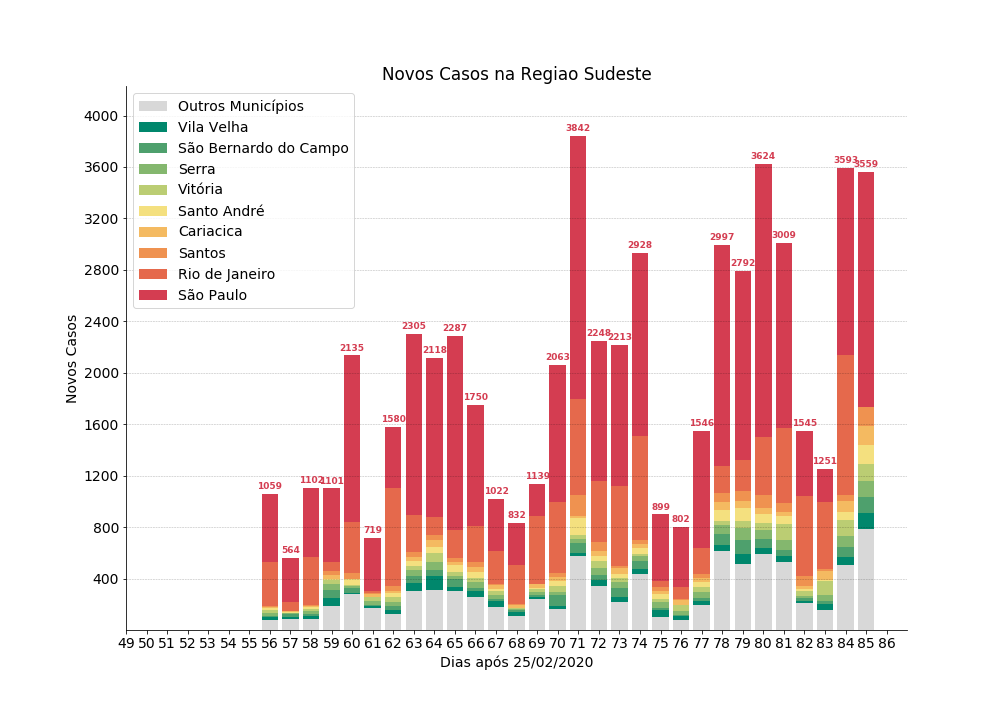 Novos Casos na Regiao Sudeste
Outros Municípios
Vila Velha
São Bernardo do Campo
Serra
Vitória
Santo André
Cariacica
Santos
Rio de Janeiro
São Paulo
Novos Casos
4000
3600
3200
2800
2400
2000
1600
1200
800
400
1059
564
1102
1101
2135
719
1580
2305
2118
2287
1750
1022
832
1139
2063
3842
2248
2213
2928
899
802
1546
2997
2792
3624
3009
1545
1251
3593
3559
49 50 51 52 53 54 55 56 57 58 59 60 61 62 63 64 65 66 67 68 69 70 71 72 73 74 75 76 77 78 79 80 81 82 83 84 85 86
Dias após 25/02/2020